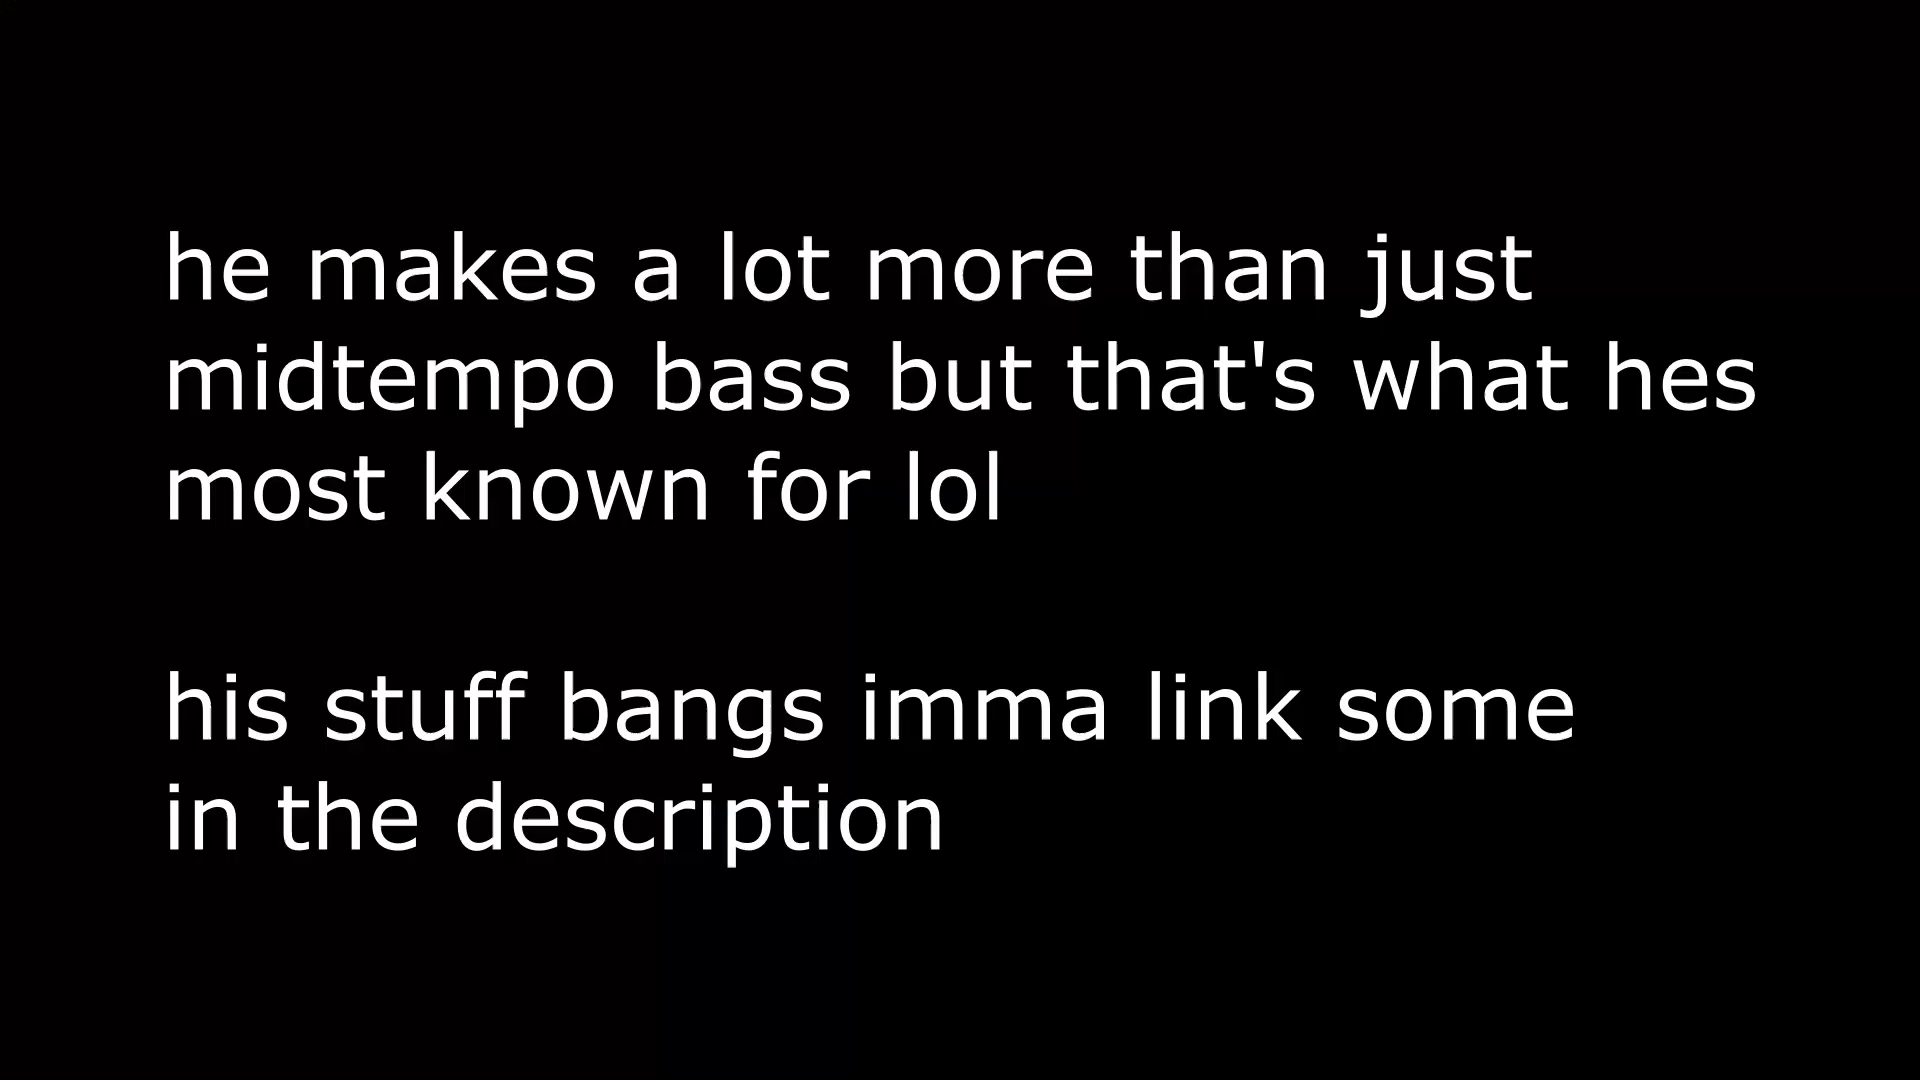 he makes a lot more than just
midtempo bass but that's what hes
most known for lol
his stuff bangs imma link some
in the description